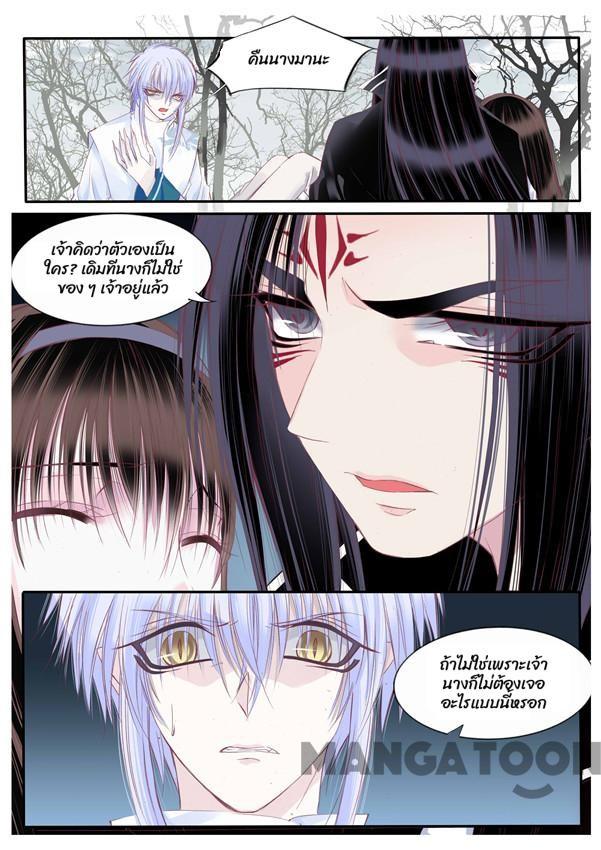 คืนนางมานะ
เจ้าคิดว่าตัวเองเป็น
ใคร? เดิมทีนางก็ไม่ใช่
ของ ๆ เจ้าอยู่แล้ว
ถ้าไม่ใช่เพราะเจ้า
นางก็ไม่ต้องเจอ
อะไรแบบนี้หรอก
MANGATOON